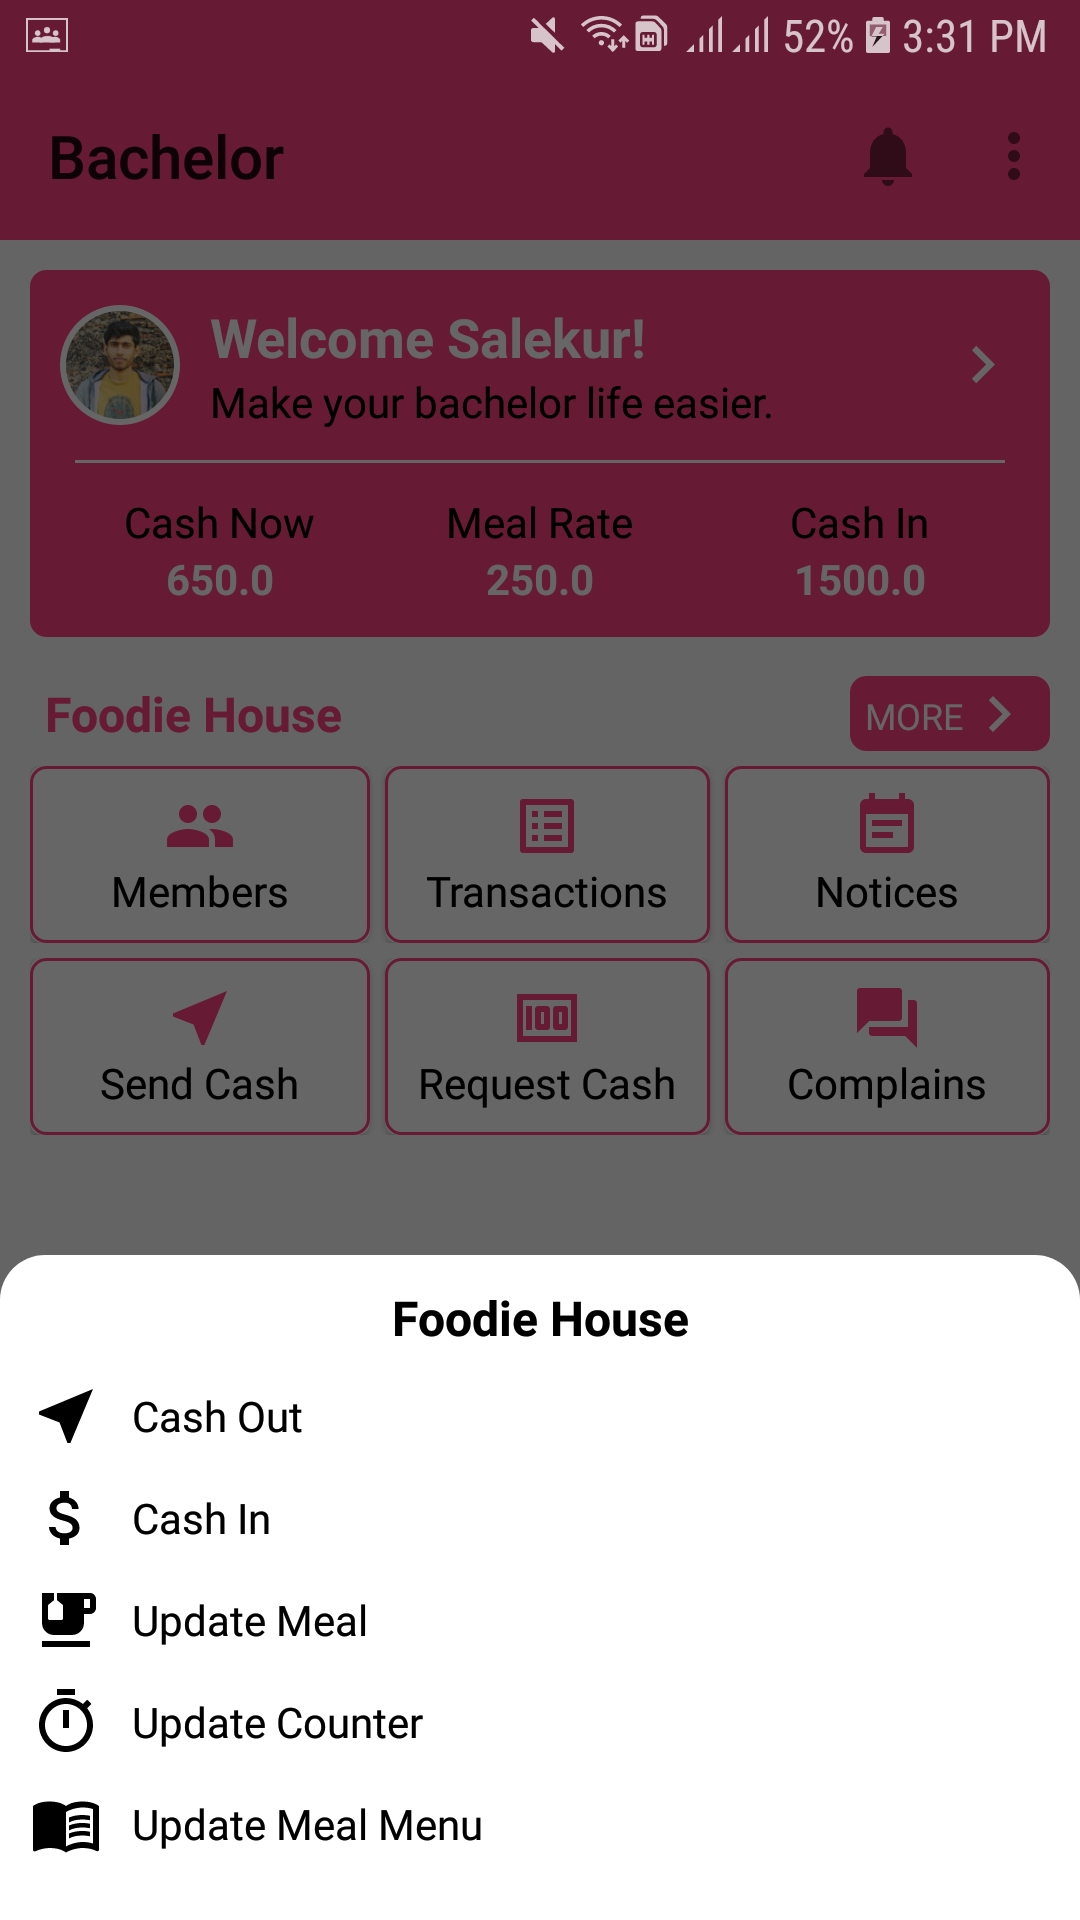 52% 3:31 PM
Bachelor
Welcome Salekur!
Make your bachelor life easier.
Cash Now Meal Rate Cash In
650.0 250.0 1500.0
Foodie House MORE
Members Transactions Notices
100
Send Cash Request Cash Complains
Foodie House
Cash Out
$ Cash In
Update Meal
Update Counter
Update Meal Menu